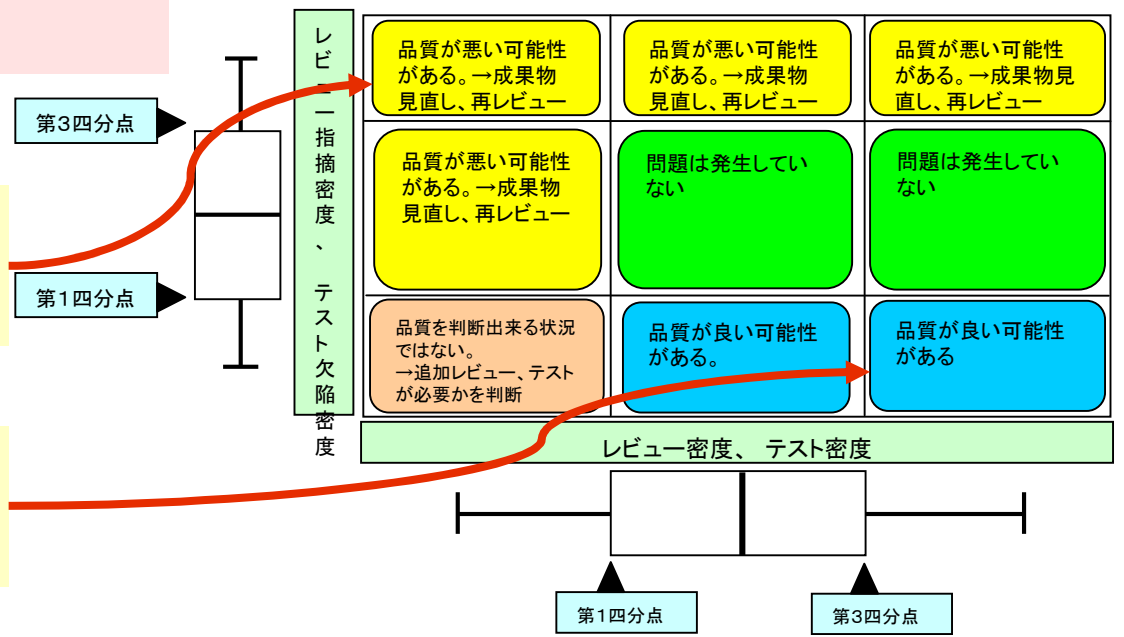 第3四分点
第1四分点
レビュー指摘密度、テスト欠陥密度
品質が悪い可能性
がある。→成果物
見直し、再レビュー
品質が悪い可能性
がある。→成果物
見直し、再レビュー
品質が悪い可能性
がある。→成果物見
直し、再レビュー
品質が悪い可能性
がある。→成果物
見直し、再レビュー
問題は発生してい
ない
問題は発生してい
ない
品質を判断出来る状況
ではない。
→追加レビュー、テスト
が必要かを判断
品質が良い可能性
がある。
品質が良い可能性
がある
レビュー密度、テスト密度
第1四分点
第3四分点